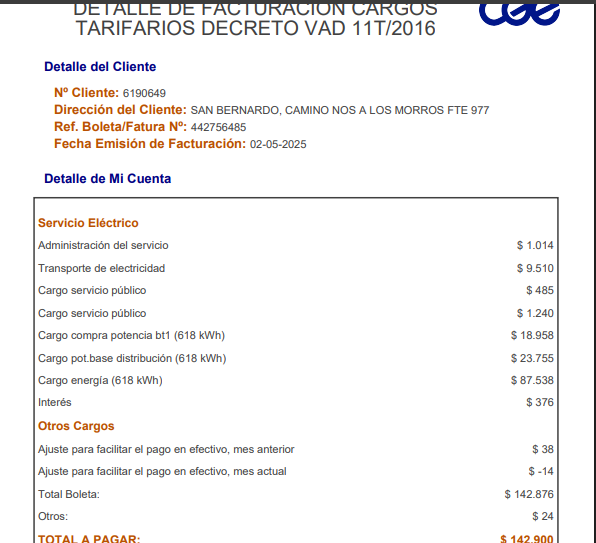 DETALLE DE FACTURACIÓN CARGOS
TARIFARIOS DECRETO VAD 11T/2016
CGE
Detalle del Cliente
Nº Cliente: 6190649
Dirección del Cliente: SAN BERNARDO, CAMINO NOS A LOS MORROS FTE 977
Ref. Boleta/Fatura Nº: 442756485
Fecha Emisión de Facturación: 02-05-2025
Detalle de Mi Cuenta
Servicio Eléctrico
Administración del servicio $ 1.014
Transporte de electricidad $ 9.510
Cargo servicio público $ 485
Cargo servicio público $ 1.240
Cargo compra potencia bt1 (618 kWh) $ 18.958
Cargo pot.base distribución (618 kWh) $ 23.755
Cargo energía (618 kWh) $ 87.538
Interés $ 376
Otros Cargos
Ajuste para facilitar el pago en efectivo, mes anterior $ 38
Ajuste para facilitar el pago en efectivo, mes actual $ -14
Total Boleta: $ 142.876
Otros: $ 24
TOTAL A PAGAR: $ 142.900